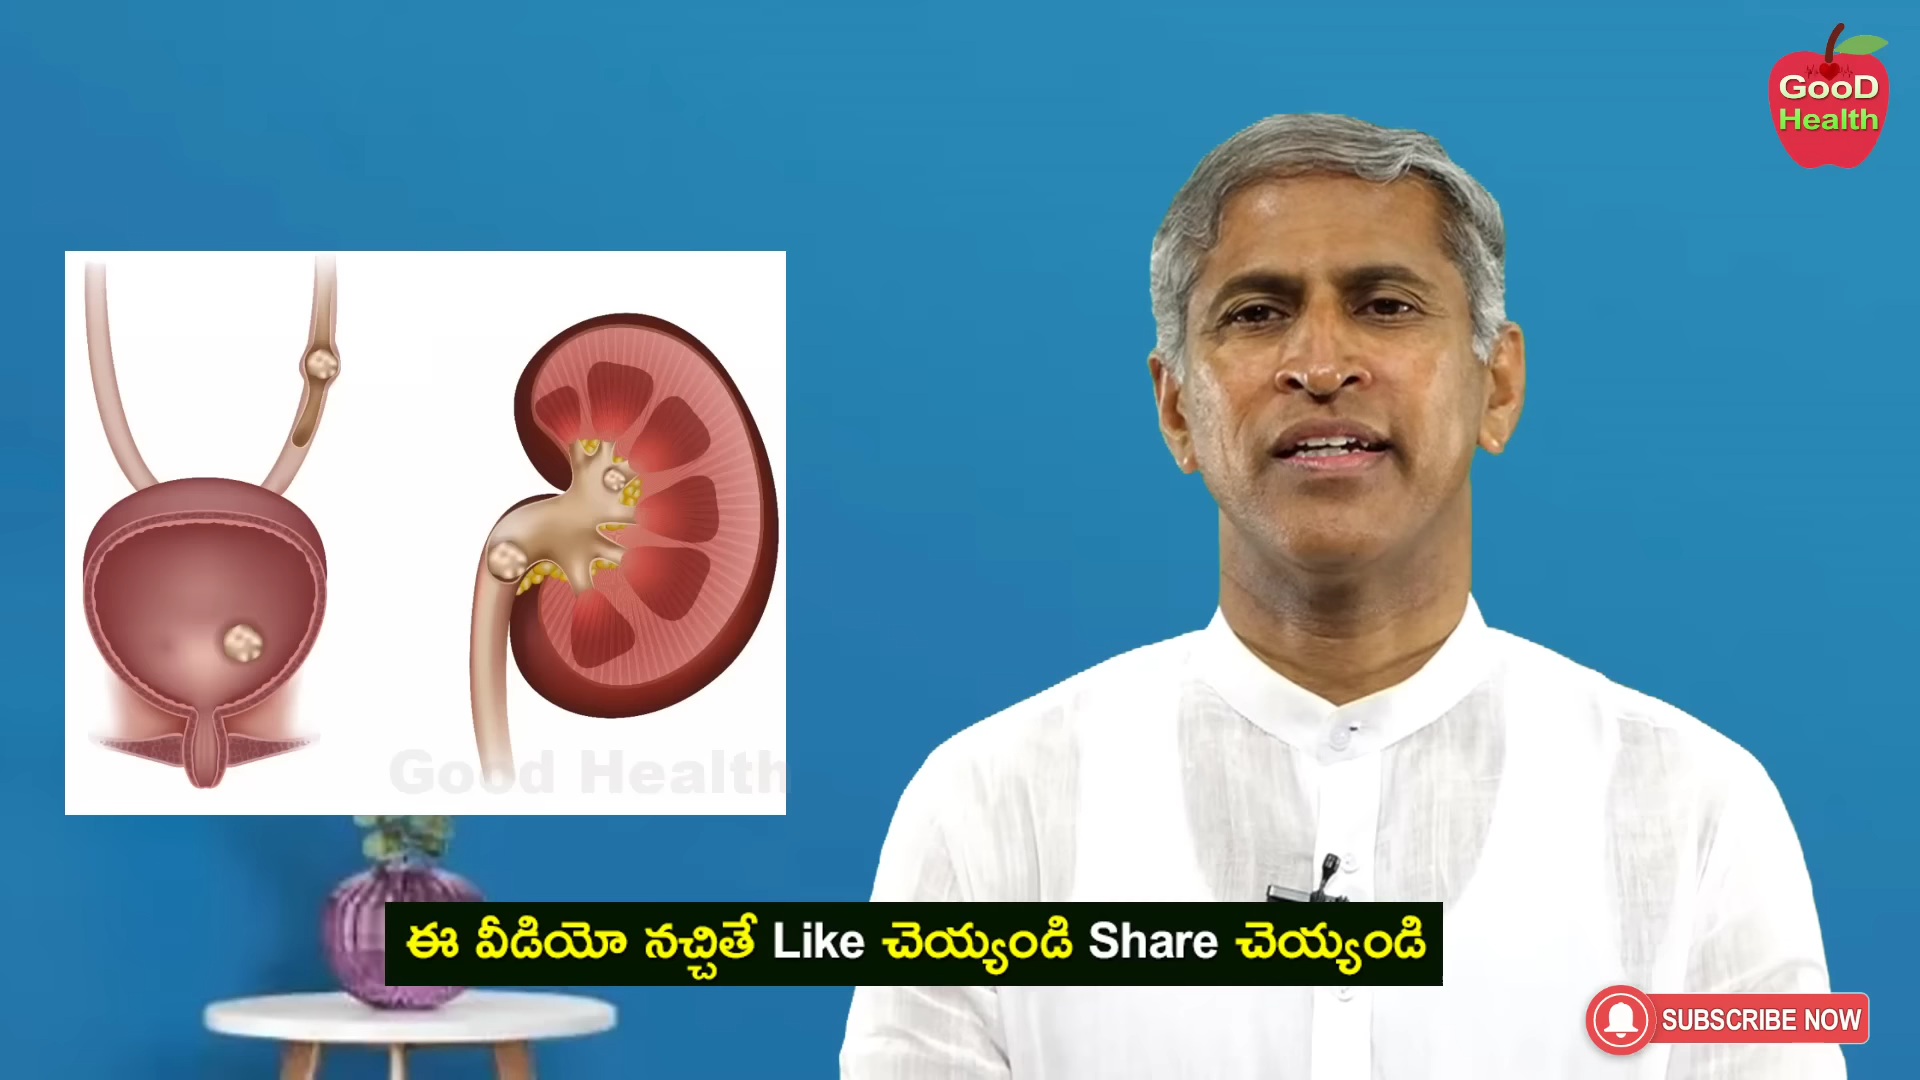 GooD
Health
Good Health
ఈ వీడియో నచ్చితే Like చెయ్యండి Share చెయ్యండి
SUBSCRIBE NOW